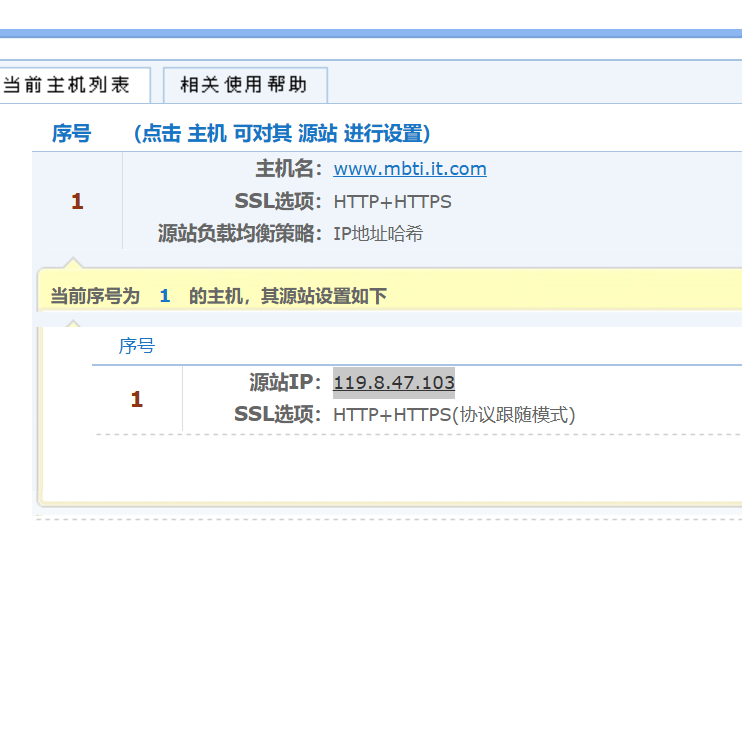 当前主机列表
相关使用帮助
序号
(点击 主机 可对其 源站 进行设置)
1
主机名: www.mbti.it.com
SSL选项: HTTP+HTTPS
源站负载均衡策略: IP地址哈希
当前序号为 1 的主机，其源站设置如下
序号
1
源站IP: 119.8.47.103
SSL选项: HTTP+HTTPS(协议跟随模式)